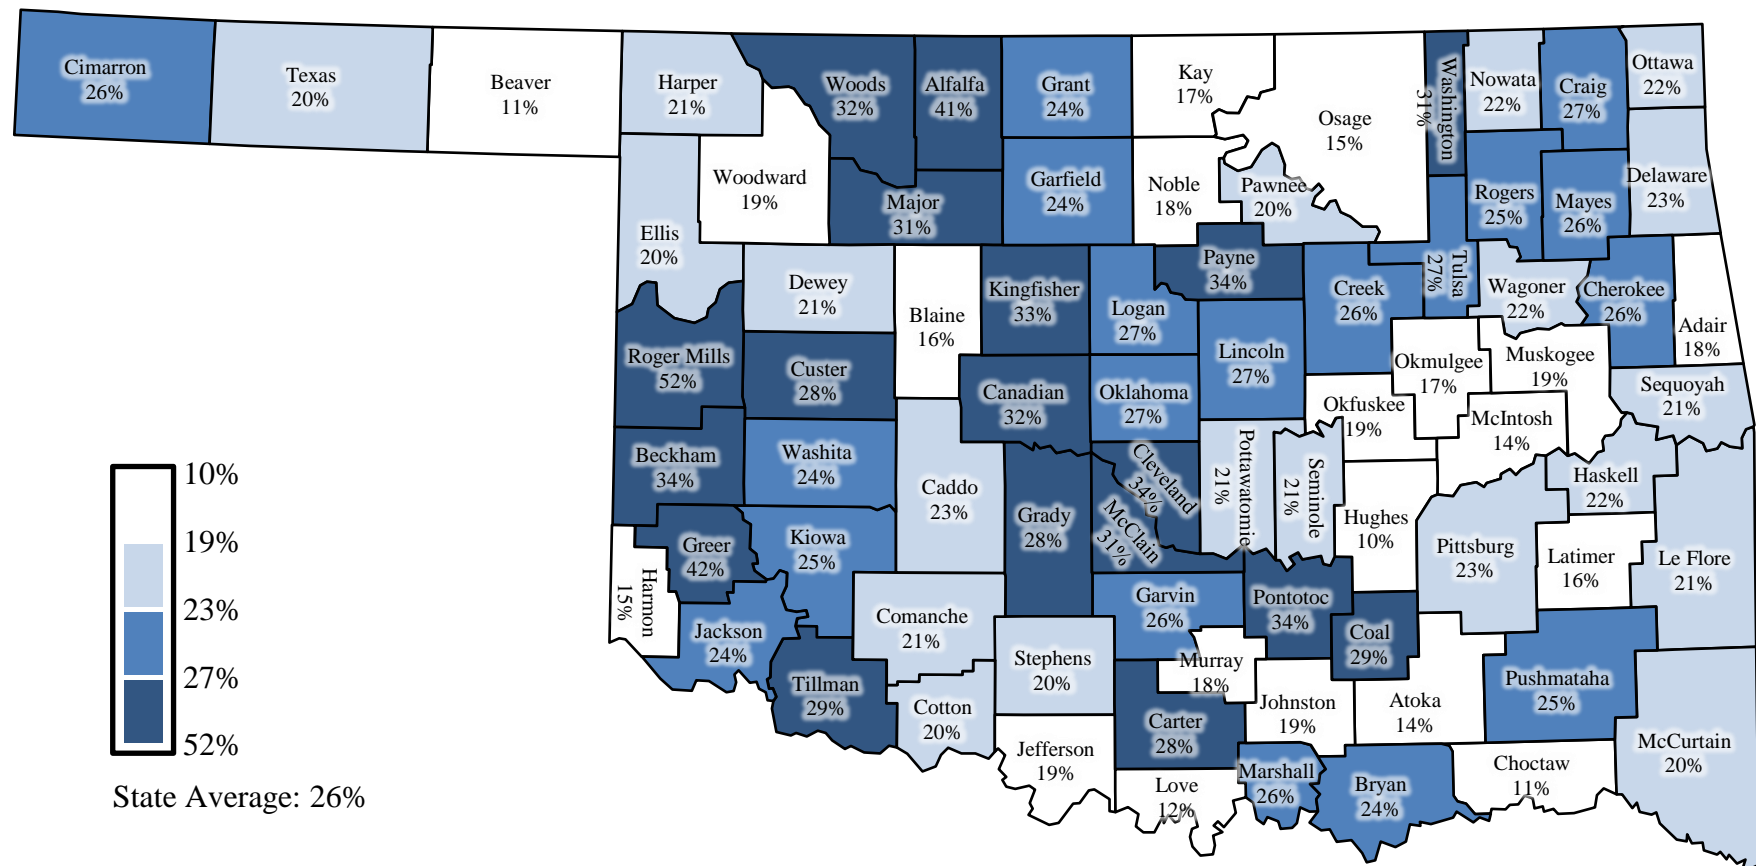 Cimarron
26%
Texas
20%
Beaver
11%
Harper
21%
Woods
32%
Alfalfa
41%
Grant
24%
Kay
17%
Osage
15%
Washington
31%
Nowata
22%
Craig
27%
Ottawa
22%
Woodward
19%
Major
31%
Garfield
24%
Noble
18%
Pawnee
20%
Rogers
25%
Mayes
26%
Delaware
23%
Ellis
20%
Dewey
21%
Blaine
16%
Kingfisher
33%
Logan
27%
Payne
34%
Creek
26%
Tulsa
27%
Wagoner
22%
Cherokee
26%
Adair
18%
Roger Mills
52%
Custer
28%
Canadian
32%
Oklahoma
27%
Lincoln
27%
Okmulgee
17%
Muskogee
19%
Sequoyah
21%
Okfuskee
19%
McIntosh
14%
Beckham
34%
Washita
24%
Caddo
23%
Grady
28%
Cleveland
34%
McClain
31%
Pottawatomie
21%
Seminole
21%
Hughes
10%
Haskell
22%
Pittsburg
23%
Latimer
16%
Le Flore
21%
Greer
42%
Kiowa
25%
Harmon
15%
Jackson
24%
Tillman
29%
Comanche
21%
Cotton
20%
Stephens
20%
Garvin
26%
Pontotoc
34%
Coal
29%
Murray
18%
Johnston
19%
Atoka
14%
Pushmataha
25%
McCurtain
20%
Jefferson
19%
Carter
28%
Love
12%
Marshall
26%
Bryan
24%
Choctaw
11%
10%
19%
23%
27%
52%
State Average: 26%